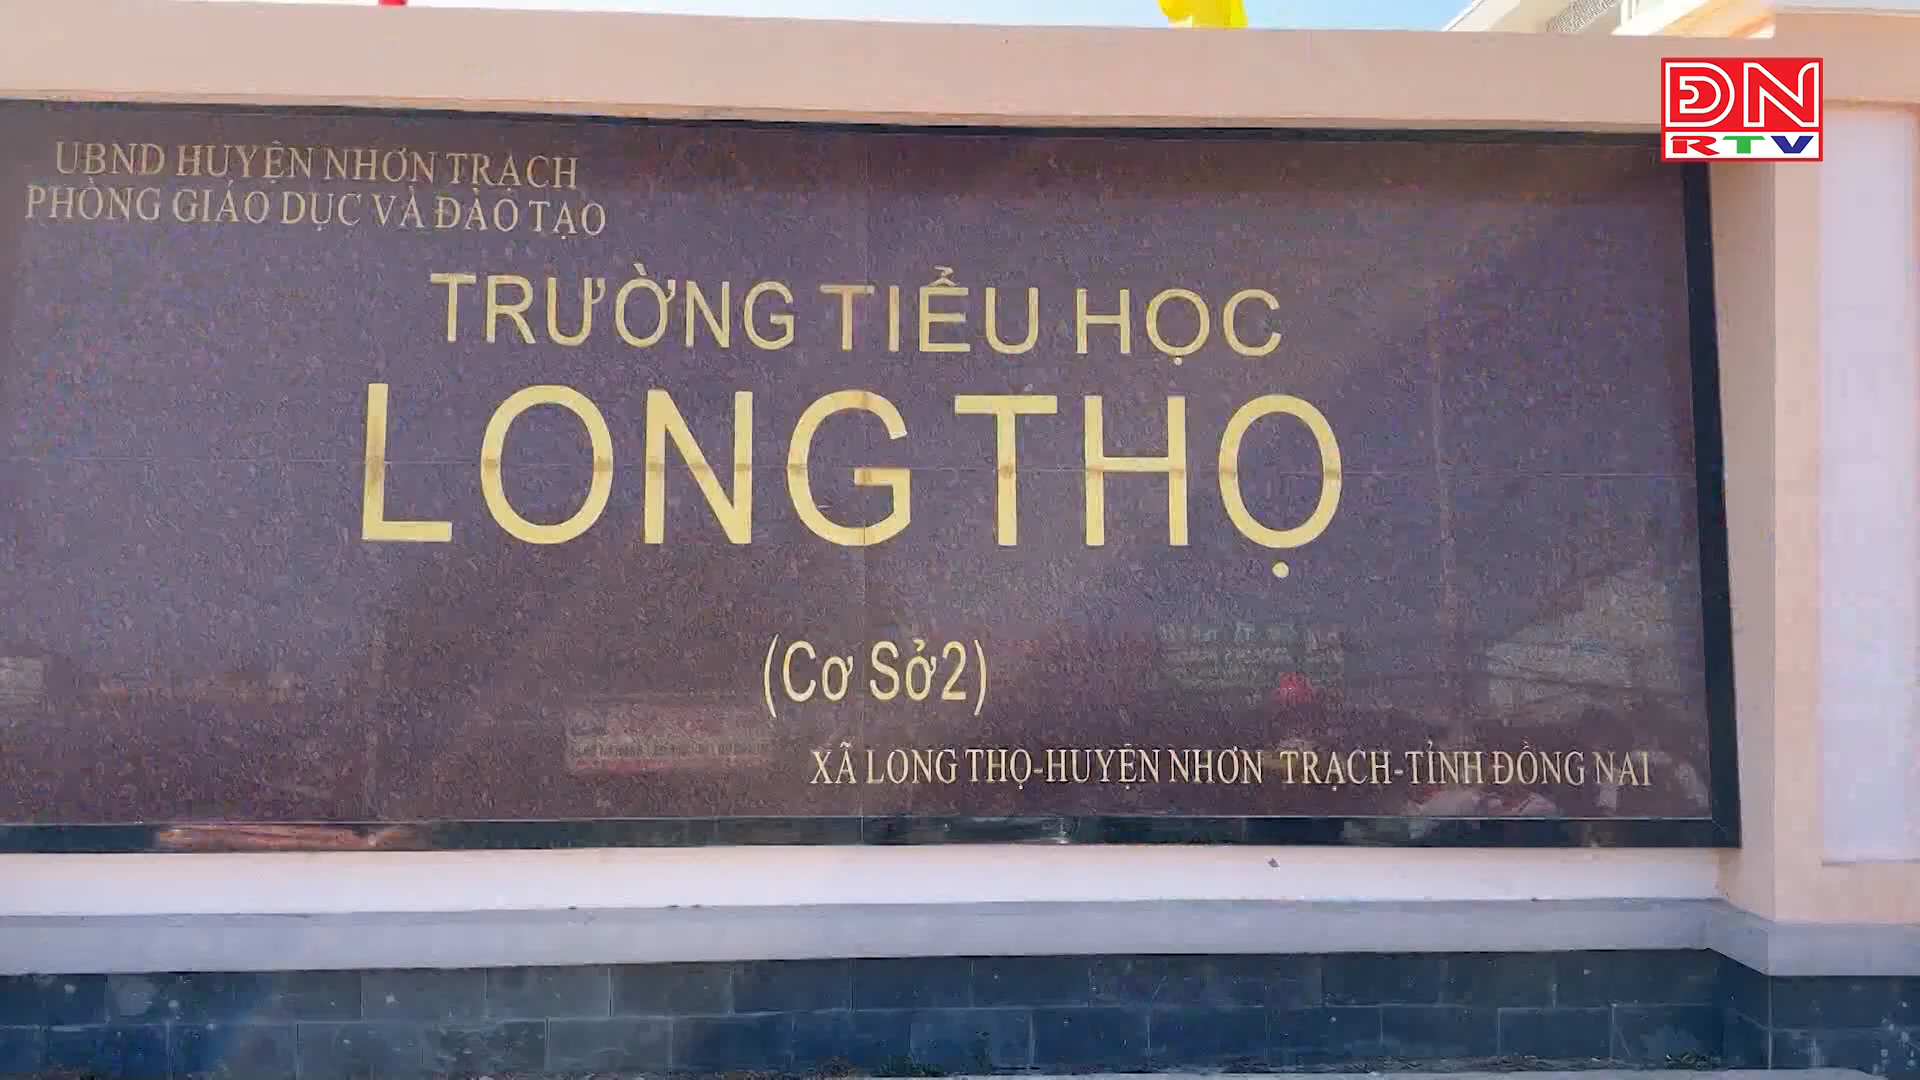 ĐN
RTV
UBND HUYỆN NHƠN TRẠCH
PHÒNG GIÁO DỤC VÀ ĐÀO TẠO
TRƯỜNG TIỂU HỌC
LONG THỌ
(Cơ Sở2)
XÃ LONG THỌ-HUYỆN NHƠN TRẠCH-TỈNH ĐỒNG NAI